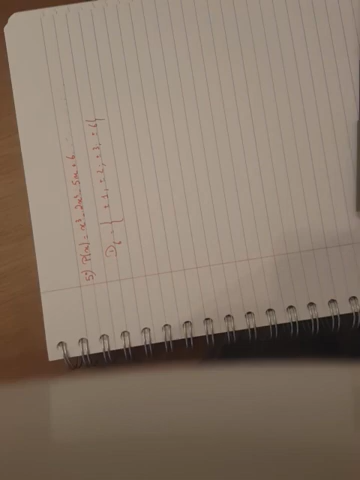 5) P(x) = x³ - 2x² - 5x + 6
D₆ = { ±1, ±2, ±3, ±6}